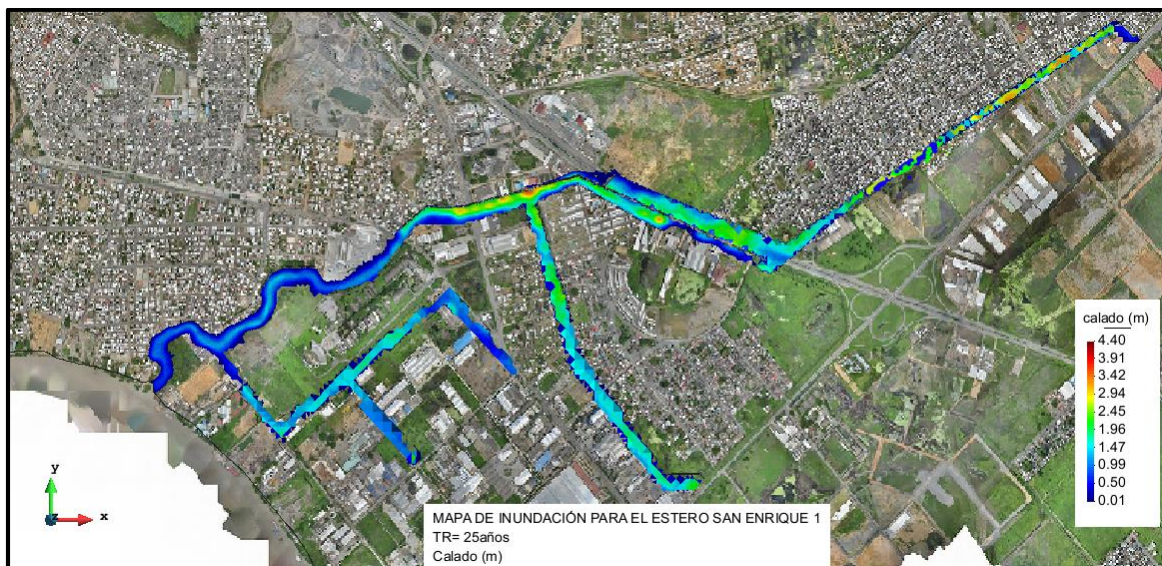 calado (m)
4.40
3.91
3.42
2.94
2.45
1.96
1.47
0.99
0.50
0.01
y
z
x
MAPA DE INUNDACIÓN PARA EL ESTERO SAN ENRIQUE 1
TR= 25años
Calado (m)